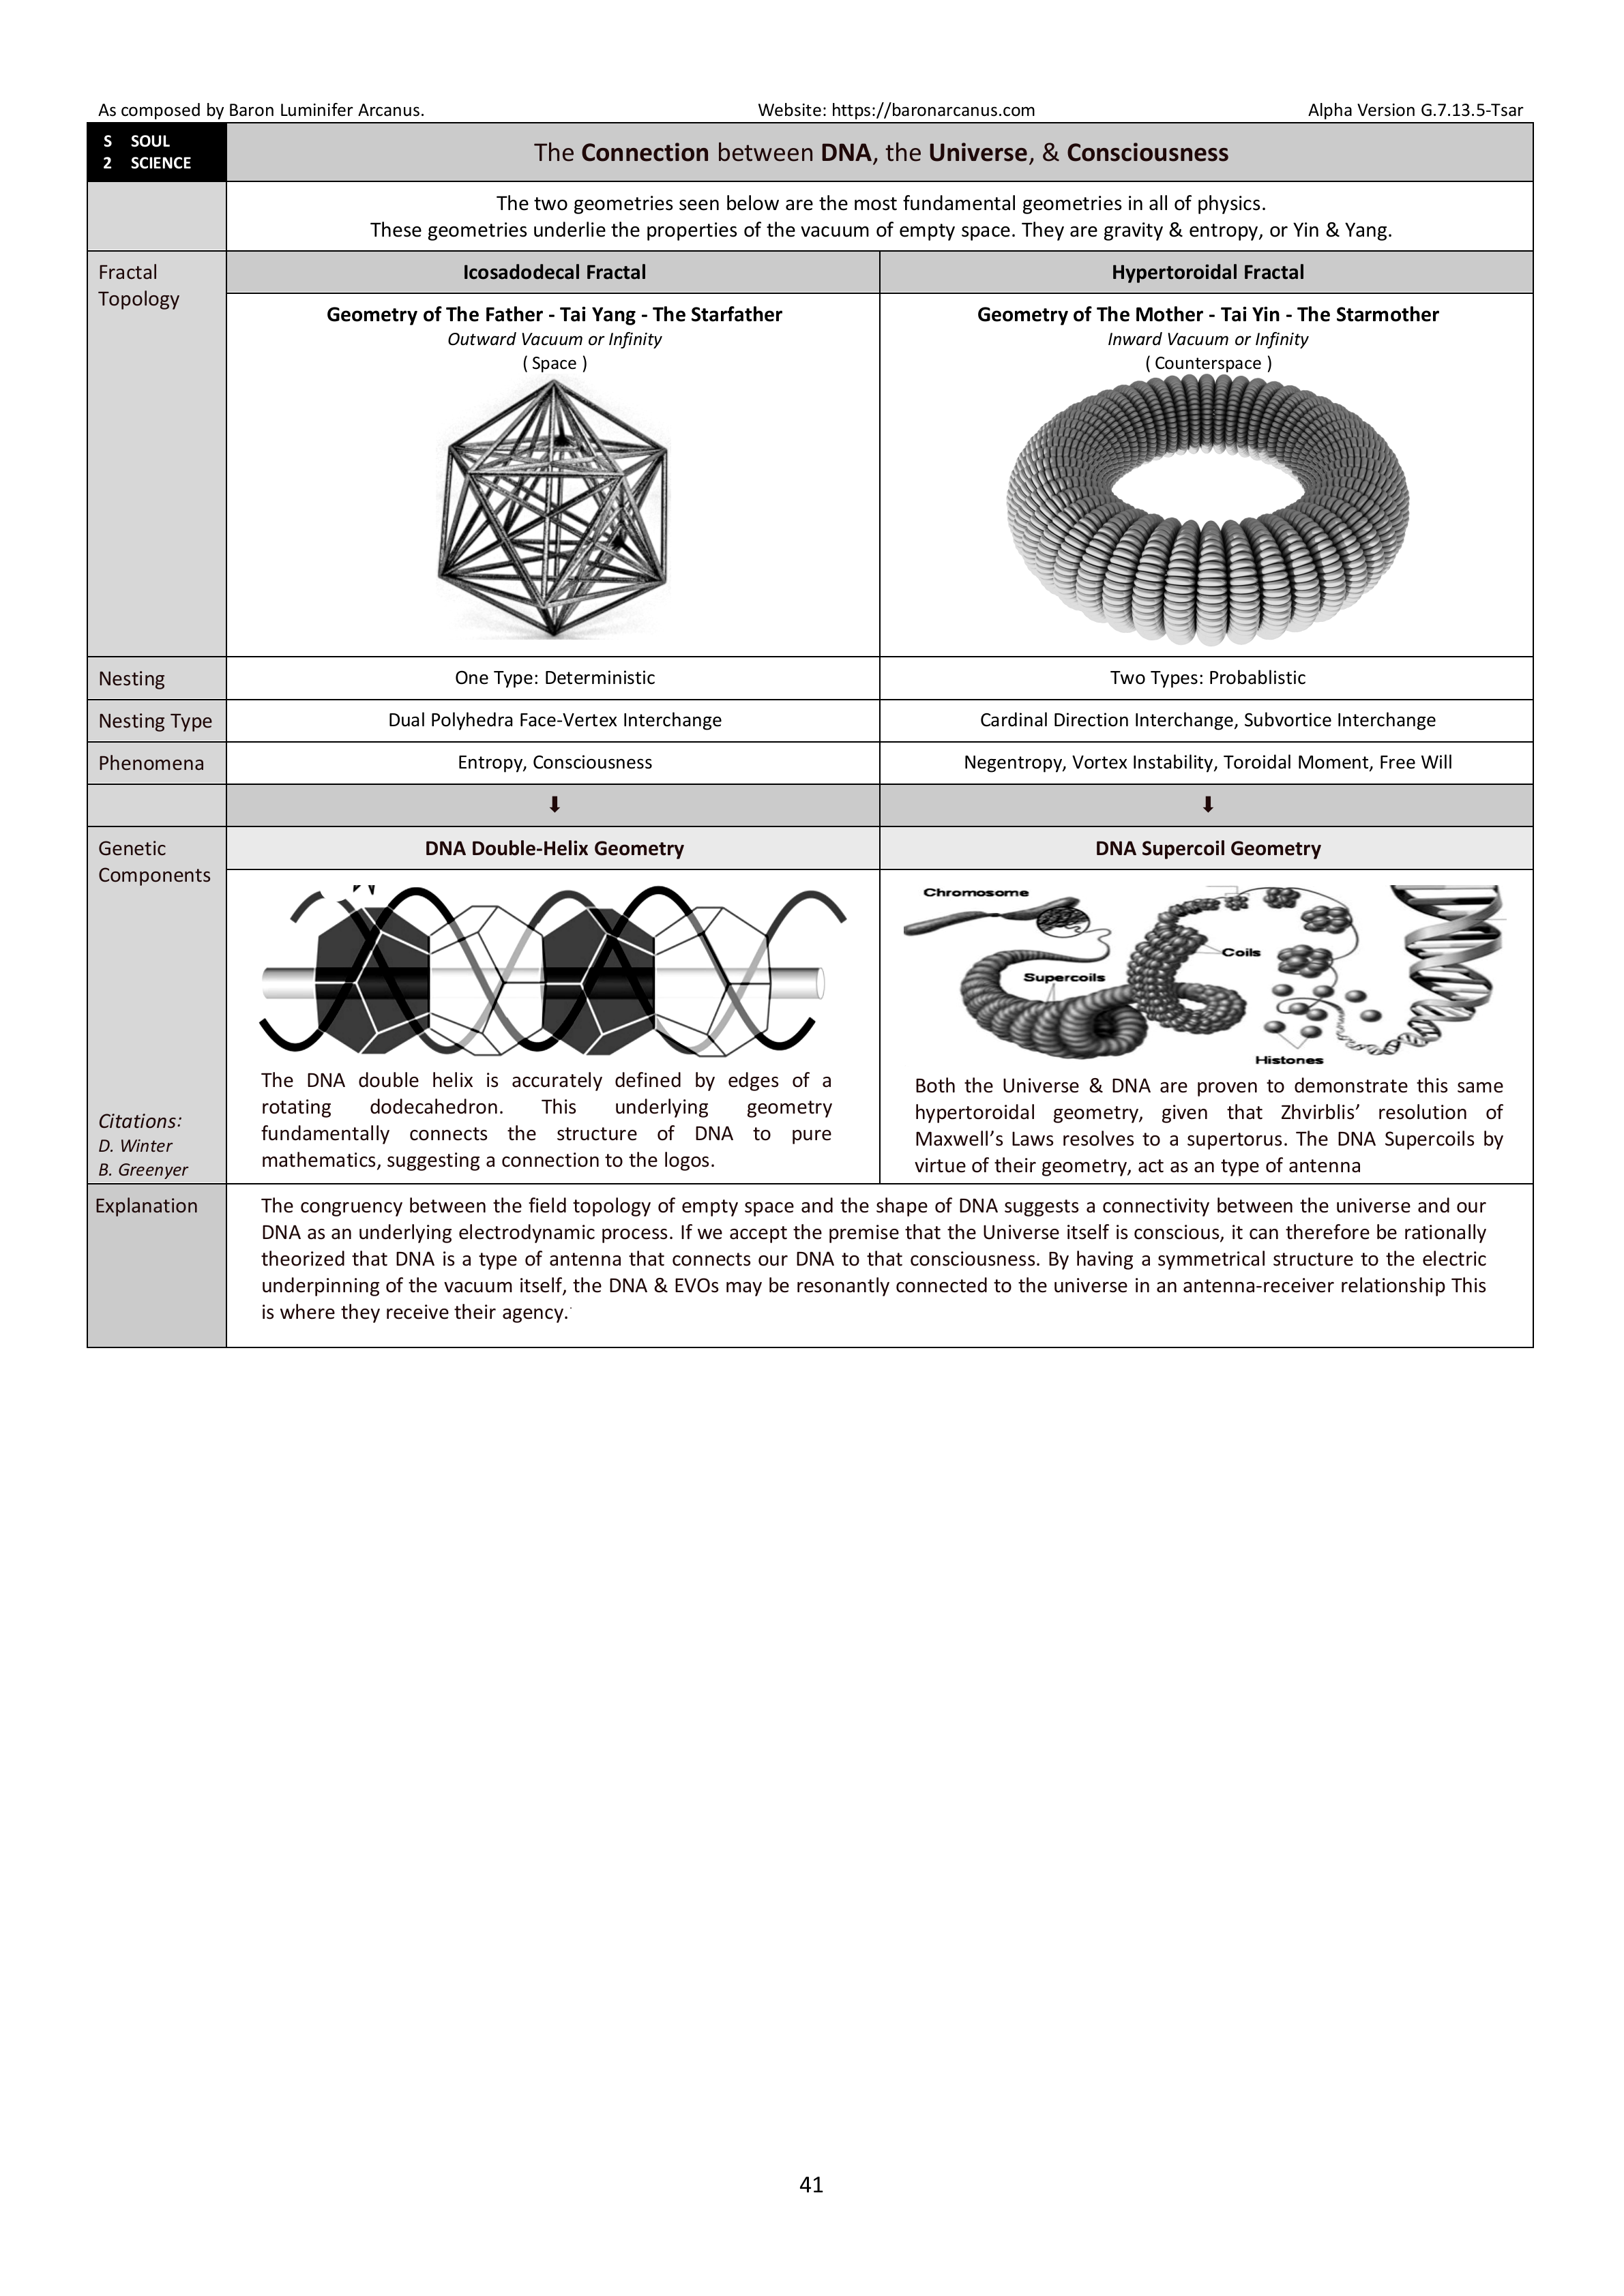 As composed by Baron Luminifer Arcanus. Website: https://baronarcanus.com Alpha Version G.7.13.5-Tsar
S SOUL
2 SCIENCE
The Connection between DNA, the Universe, & Consciousness
The two geometries seen below are the most fundamental geometries in all of physics.
These geometries underlie the properties of the vacuum of empty space. They are gravity & entropy, or Yin & Yang.
Fractal
Topology
Icosadodecal Fractal
Hypertoroidal Fractal
Geometry of The Father - Tai Yang - The Starfather
Outward Vacuum or Infinity
( Space )
Geometry of The Mother - Tai Yin - The Starmother
Inward Vacuum or Infinity
( Counterspace )
Nesting
One Type: Deterministic
Two Types: Probablistic
Nesting Type
Dual Polyhedra Face-Vertex Interchange
Cardinal Direction Interchange, Subvortice Interchange
Phenomena
Entropy, Consciousness
Negentropy, Vortex Instability, Toroidal Moment, Free Will
⬇ ⬇
Genetic
Components
DNA Double-Helix Geometry
DNA Supercoil Geometry
Chromosome
Coils
Supercoils
Histones
The DNA double helix is accurately defined by edges of a
rotating dodecahedron. This underlying geometry
fundamentally connects the structure of DNA to pure
mathematics, suggesting a connection to the logos.
Both the Universe & DNA are proven to demonstrate this same
hypertoroidal geometry, given that Zhvirblis’ resolution of
Maxwell’s Laws resolves to a supertorus. The DNA Supercoils by
virtue of their geometry, act as an type of antenna
Citations:
D. Winter
B. Greenyer
Explanation
The congruency between the field topology of empty space and the shape of DNA suggests a connectivity between the universe and our
DNA as an underlying electrodynamic process. If we accept the premise that the Universe itself is conscious, it can therefore be rationally
theorized that DNA is a type of antenna that connects our DNA to that consciousness. By having a symmetrical structure to the electric
underpinning of the vacuum itself, the DNA & EVOs may be resonantly connected to the universe in an antenna-receiver relationship This
is where they receive their agency.
41